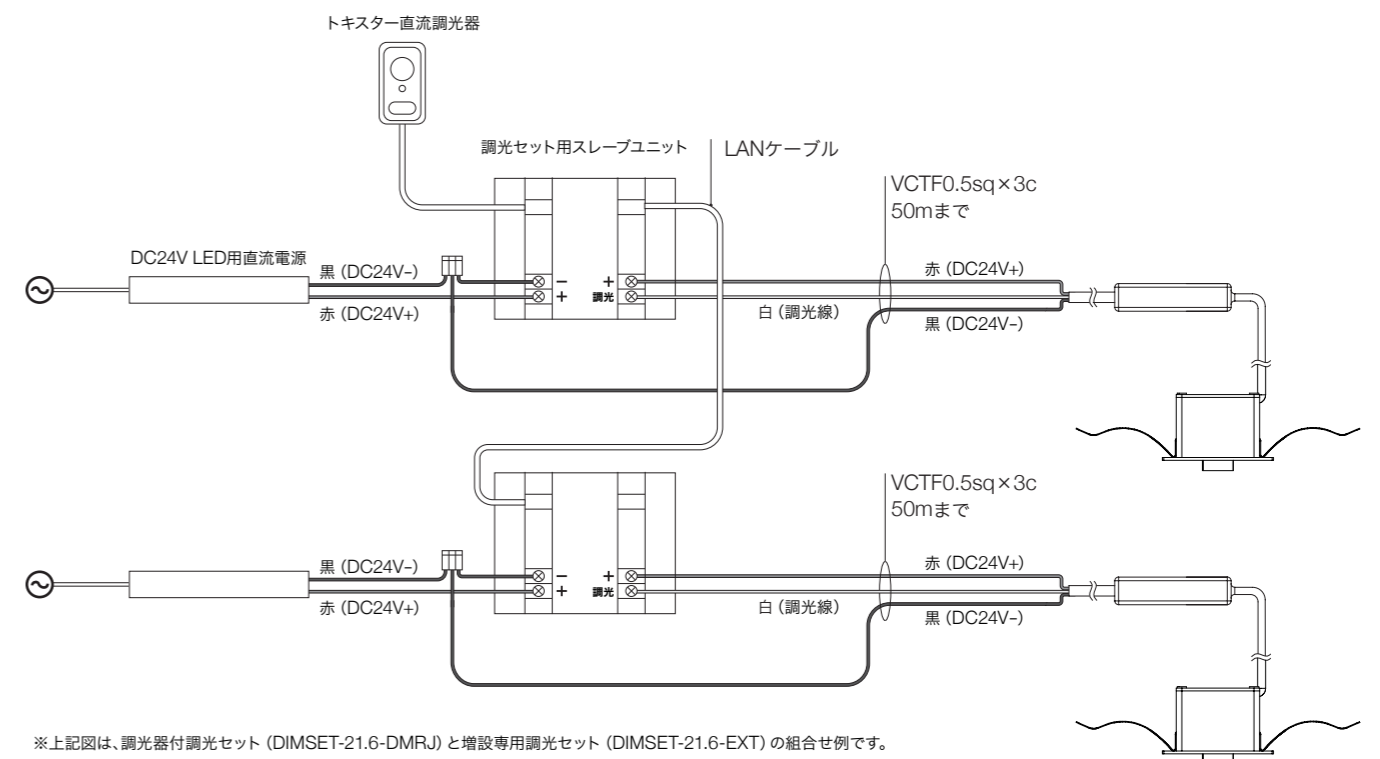 トキスター直流調光器
調光セット用スレーブユニット
LANケーブル
VCTF0.5sq×3c
50mまで
DC24V LED用直流電源
黒（DC24V-）
赤（DC24V+）
−
+
+
調光
赤（DC24V+）
白（調光線）
黒（DC24V-）
VCTF0.5sq×3c
50mまで
黒（DC24V-）
赤（DC24V+）
−
+
+
調光
赤（DC24V+）
白（調光線）
黒（DC24V-）
※上記図は、調光器付調光セット（DIMSET-21.6-DMRJ）と増設専用調光セット（DIMSET-21.6-EXT）の組合せ例です。